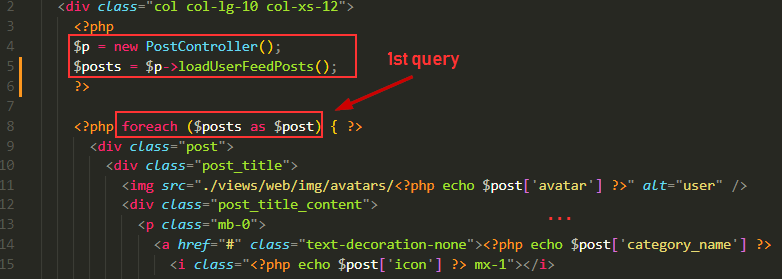 2 <div class="col col-lg-10 col-xs-12">
3 <?php
4 $p = new PostController();
5 $posts = $p->loadUserFeedPosts();
1st query
6 ?>
7
8 <?php foreach ($posts as $post) { ?>
9 <div class="post">
10 <div class="post_title">
11 <img src="./views/web/img/avatars/<?php echo $post['avatar'] ?>" alt="user" />
12 <div class="post_title_content">
...
13 <p class="mb-0">
14 <a href="#" class="text-decoration-none"><?php echo $post['category_name'] ?>
15 <i class="<?php echo $post['icon'] ?> mx-1"></i>